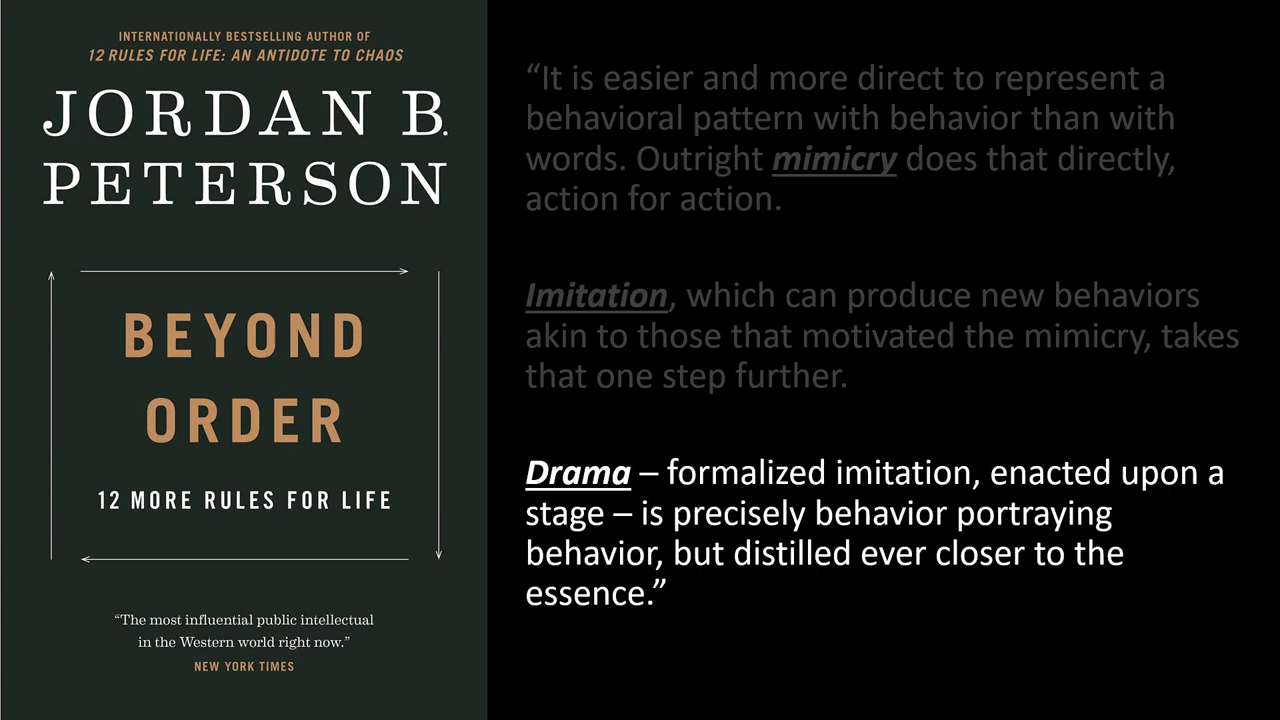 INTERNATIONALLY BESTSELLING AUTHOR OF
12 RULES FOR LIFE: AN ANTIDOTE TO CHAOS
JORDAN B.
PETERSON
BEYOND
ORDER
12 MORE RULES FOR LIFE
“The most influential public intellectual
in the Western world right now.”
NEW YORK TIMES
“It is easier and more direct to represent a
behavioral pattern with behavior than with
words. Outright mimicry does that directly,
action for action.
Imitation, which can produce new behaviors
akin to those that motivated the mimicry, takes
that one step further.
Drama – formalized imitation, enacted upon a
stage – is precisely behavior portraying
behavior, but distilled ever closer to the
essence.”